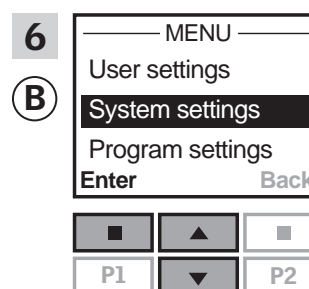 6
B
MENU
User settings
System settings
Program settings
Enter Back
P1 P2